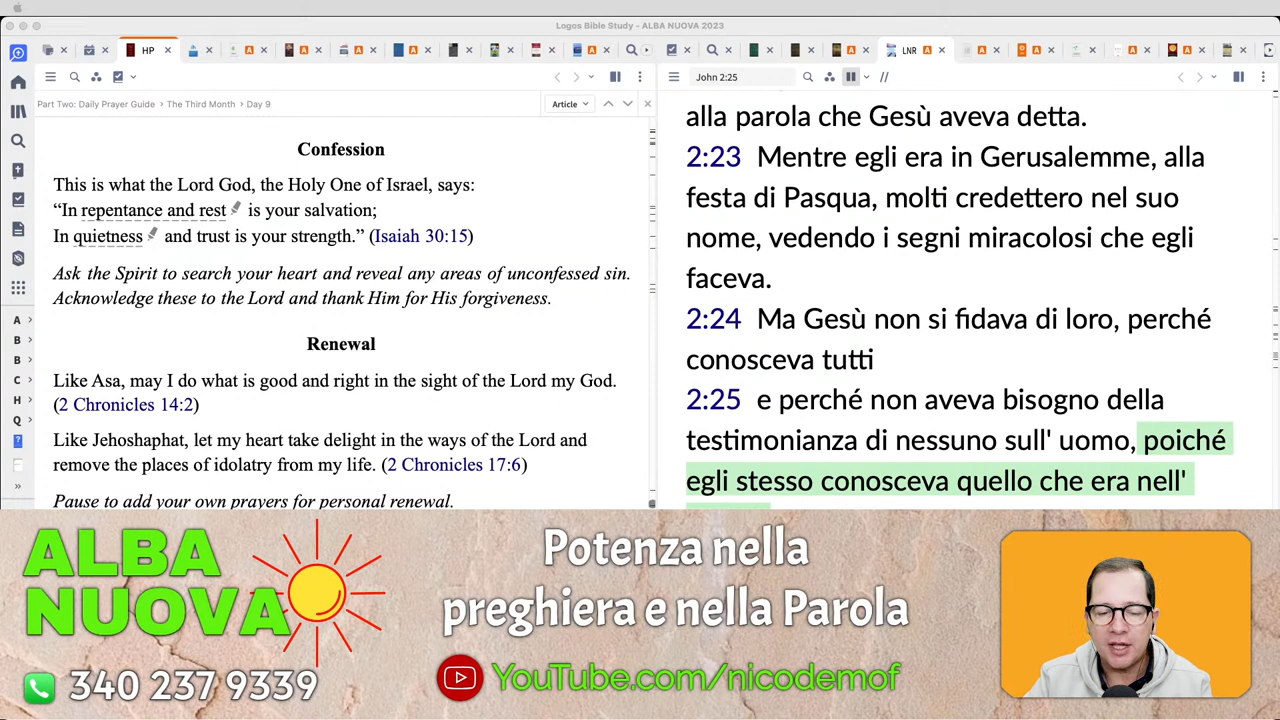 Logos Bible Study - ALBA NUOVA 2023
HP
A
A
A
A
A
A
LNR
A
A
A
A
A
A
John 2:25
Part Two: Daily Prayer Guide > The Third Month > Day 9
Article
Confession
This is what the Lord God, the Holy One of Israel, says:
“In repentance and rest is your salvation;
In quietness and trust is your strength.” (Isaiah 30:15)
Ask the Spirit to search your heart and reveal any areas of unconfessed sin.
Acknowledge these to the Lord and thank Him for His forgiveness.
Renewal
Like Asa, may I do what is good and right in the sight of the Lord my God.
(2 Chronicles 14:2)
Like Jehoshaphat, let my heart take delight in the ways of the Lord and
remove the places of idolatry from my life. (2 Chronicles 17:6)
Pause to add your own prayers for personal renewal.
A
B
B
C
H
Q
alla parola che Gesù aveva detta.
2:23 Mentre egli era in Gerusalemme, alla
festa di Pasqua, molti credettero nel suo
nome, vedendo i segni miracolosi che egli
faceva.
2:24 Ma Gesù non si fidava di loro, perché
conosceva tutti
2:25 e perché non aveva bisogno della
testimonianza di nessuno sull' uomo, poiché
egli stesso conosceva quello che era nell'
ALBA
NUOVA
340 237 9339
Potenza nella
preghiera e nella Parola
YouTube.com/nicodemof